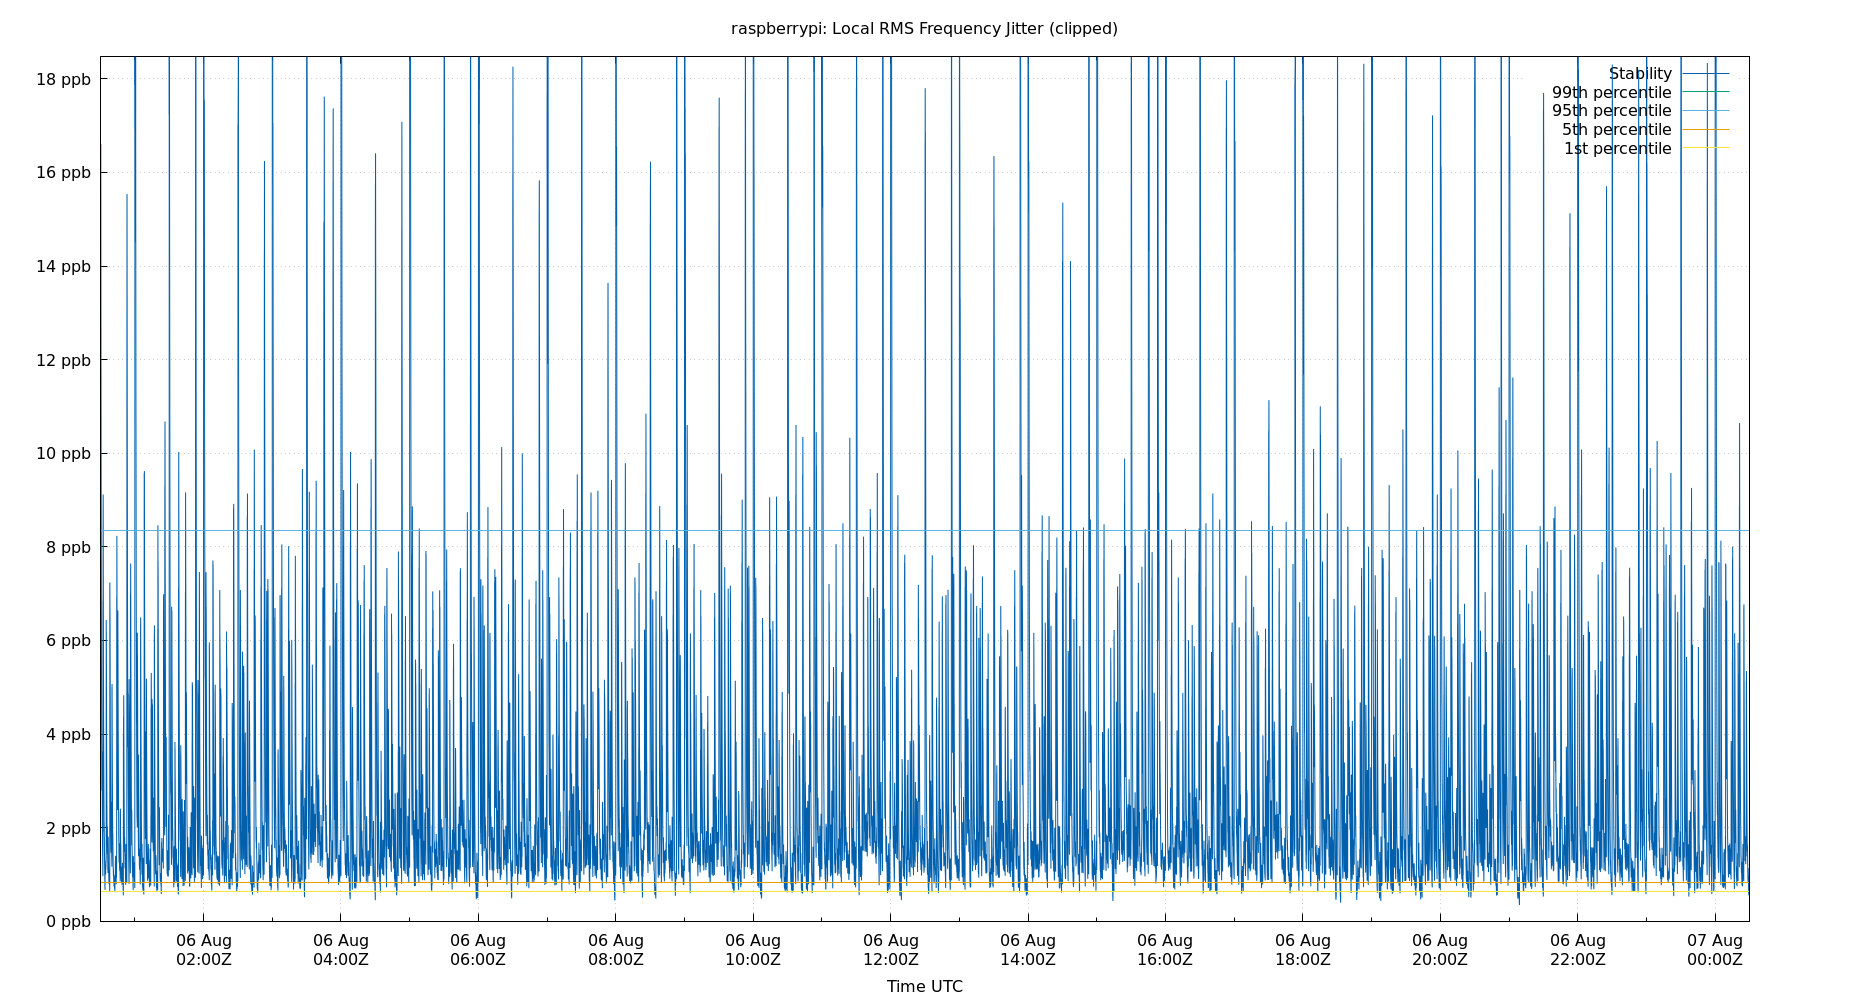 raspberrypi: Local RMS Frequency Jitter (clipped)
18 ppb
16 ppb
14 ppb
12 ppb
10 ppb
8 ppb
6 ppb
4 ppb
2 ppb
0 ppb
Stability
99th percentile
95th percentile
5th percentile
1st percentile
06 Aug 06 Aug 06 Aug 06 Aug 06 Aug 06 Aug 06 Aug 06 Aug 06 Aug 06 Aug 06 Aug 07 Aug
02:00Z 04:00Z 06:00Z 08:00Z 10:00Z 12:00Z 14:00Z 16:00Z 18:00Z 20:00Z 22:00Z 00:00Z
Time UTC